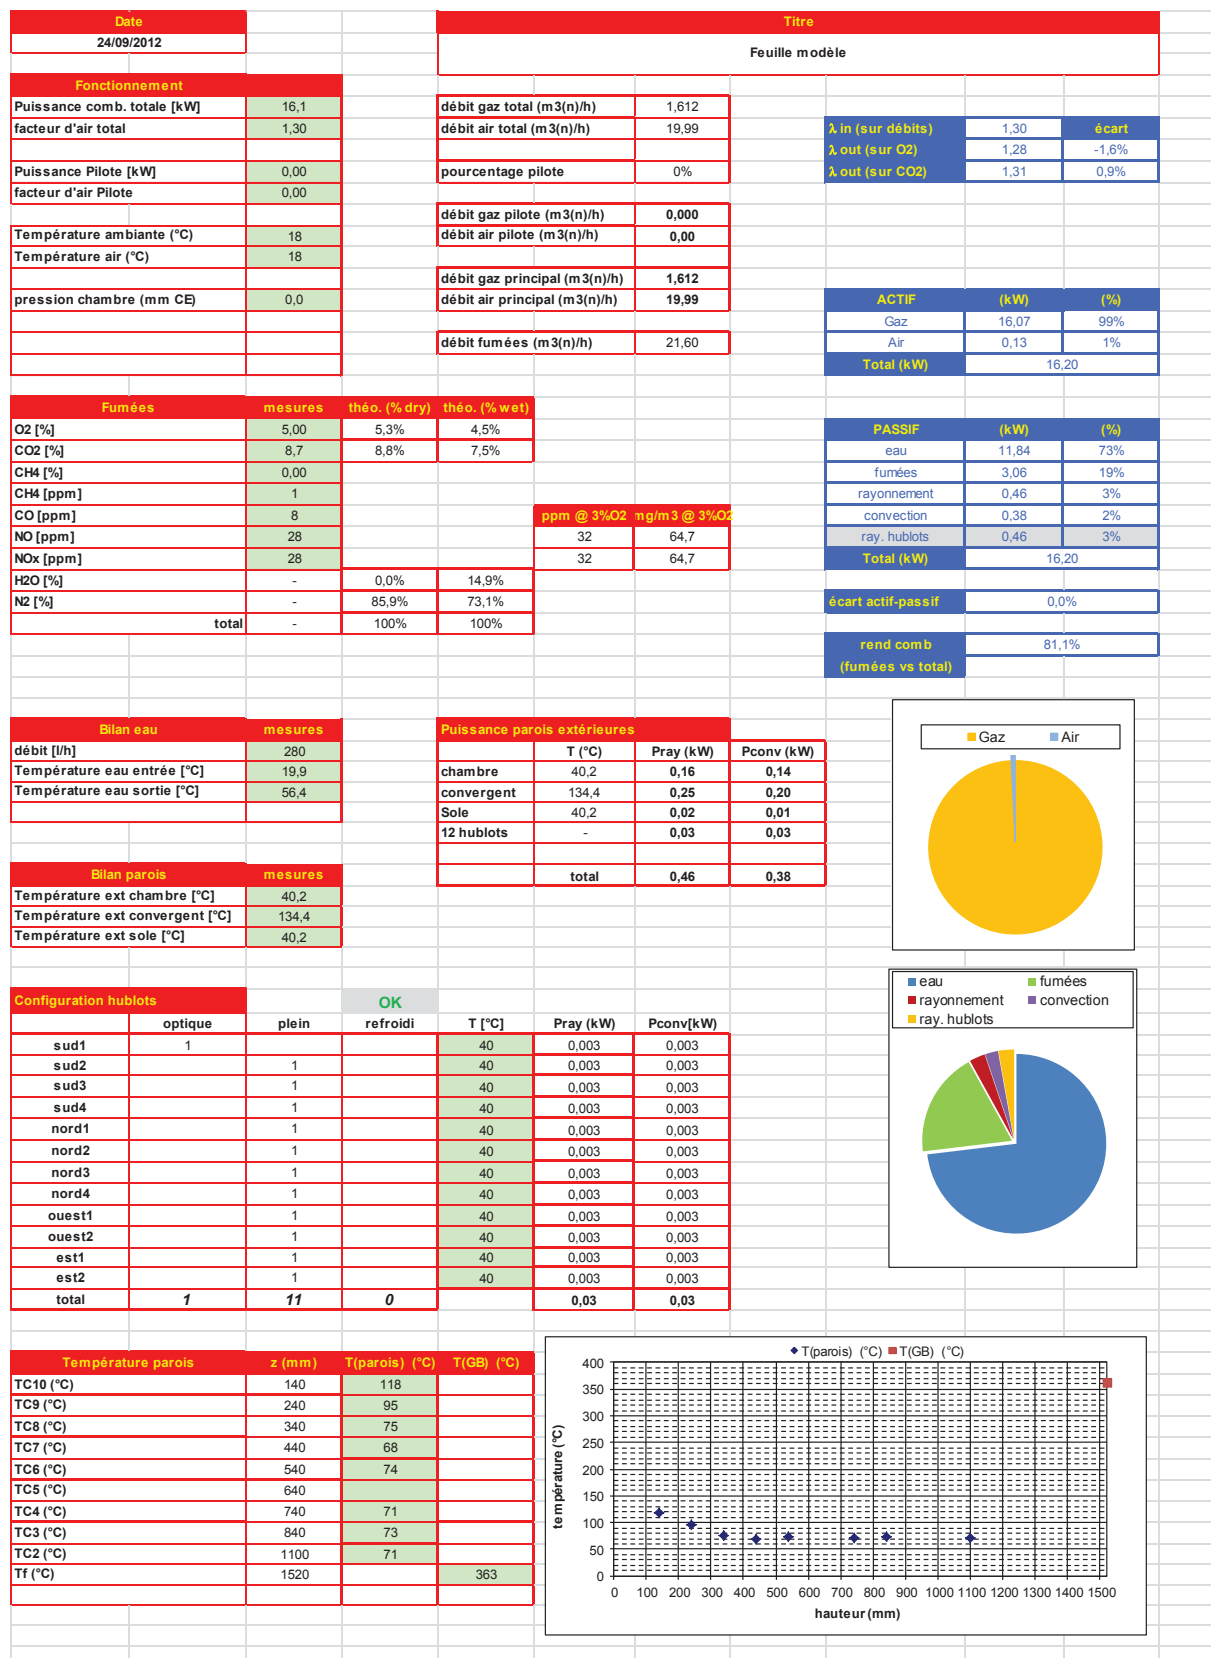 Date
24/09/2012
Titre
Feuille modèle
Fonctionnement
Puissance comb. totale [kW] 16,1
facteur d'air total 1,30
Puissance Pilote [kW] 0,00
facteur d'air Pilote 0,00
Température ambiante (°C) 18
Température air (°C) 18
pression chambre (mm CE) 0,0
débit gaz total (m3(n)/h) 1,612
débit air total (m3(n)/h) 19,99
pourcentage pilote 0%
débit gaz pilote (m3(n)/h) 0,000
débit air pilote (m3(n)/h) 0,00
débit gaz principal (m3(n)/h) 1,612
débit air principal (m3(n)/h) 19,99
débit fumées (m3(n)/h) 21,60
λ in (sur débits) 1,30 écart
λ out (sur O2) 1,28 -1,6%
λ out (sur CO2) 1,31 0,9%
ACTIF (kW) (%)
Gaz 16,07 99%
Air 0,13 1%
Total (kW) 16,20
Fumées mesures théo. (% dry) théo. (% wet)
O2 [%] 5,00 5,3% 4,5%
CO2 [%] 8,7 8,8% 7,5%
CH4 [%] 0,00
CH4 [ppm] 1
CO [ppm] 8 ppm @ 3%O2 mg/m3 @ 3%O2
NO [ppm] 28 32 64,7
NOx [ppm] 28 32 64,7
H2O [%] - 0,0% 14,9%
N2 [%] - 85,9% 73,1%
total - 100% 100%
PASSIF (kW) (%)
eau 11,84 73%
fumées 3,06 19%
rayonnement 0,46 3%
convection 0,38 2%
ray. hublots 0,46 3%
Total (kW) 16,20
écart actif-passif 0,0%
rend comb 81,1%
(fumées vs total)
Bilan eau mesures
débit [l/h] 280
Température eau entrée [°C] 19,9
Température eau sortie [°C] 56,4
Puissance parois extérieures
T (°C) Pray (kW) Pconv (kW)
chambre 40,2 0,16 0,14
convergent 134,4 0,25 0,20
Sole 40,2 0,02 0,01
12 hublots - 0,03 0,03
total 0,46 0,38
Gaz Air
Bilan parois mesures
Température ext chambre [°C] 40,2
Température ext convergent [°C] 134,4
Température ext sole [°C] 40,2
eau fumées
rayonnement convection
ray. hublots
Configuration hublots OK
optique plein refroidi T [°C] Pray (kW) Pconv[kW)
sud1 1 40 0,003 0,003
sud2 1 40 0,003 0,003
sud3 1 40 0,003 0,003
sud4 1 40 0,003 0,003
nord1 1 40 0,003 0,003
nord2 1 40 0,003 0,003
nord3 1 40 0,003 0,003
nord4 1 40 0,003 0,003
ouest1 1 40 0,003 0,003
ouest2 1 40 0,003 0,003
est1 1 40 0,003 0,003
est2 1 40 0,003 0,003
total 1 11 0 0,03 0,03
Température parois z (mm) T(parois) (°C) T(GB) (°C)
TC10 (°C) 140 118
TC9 (°C) 240 95
TC8 (°C) 340 75
TC7 (°C) 440 68
TC6 (°C) 540 74
TC5 (°C) 640
TC4 (°C) 740 71
TC3 (°C) 840 73
TC2 (°C) 1100 71
Tf (°C) 1520 363
T(parois) (°C) T(GB) (°C)
température (°C)
400
350
300
250
200
150
100
50
0
0 100 200 300 400 500 600 700 800 900 1000 1100 1200 1300 1400 1500
hauteur (mm)